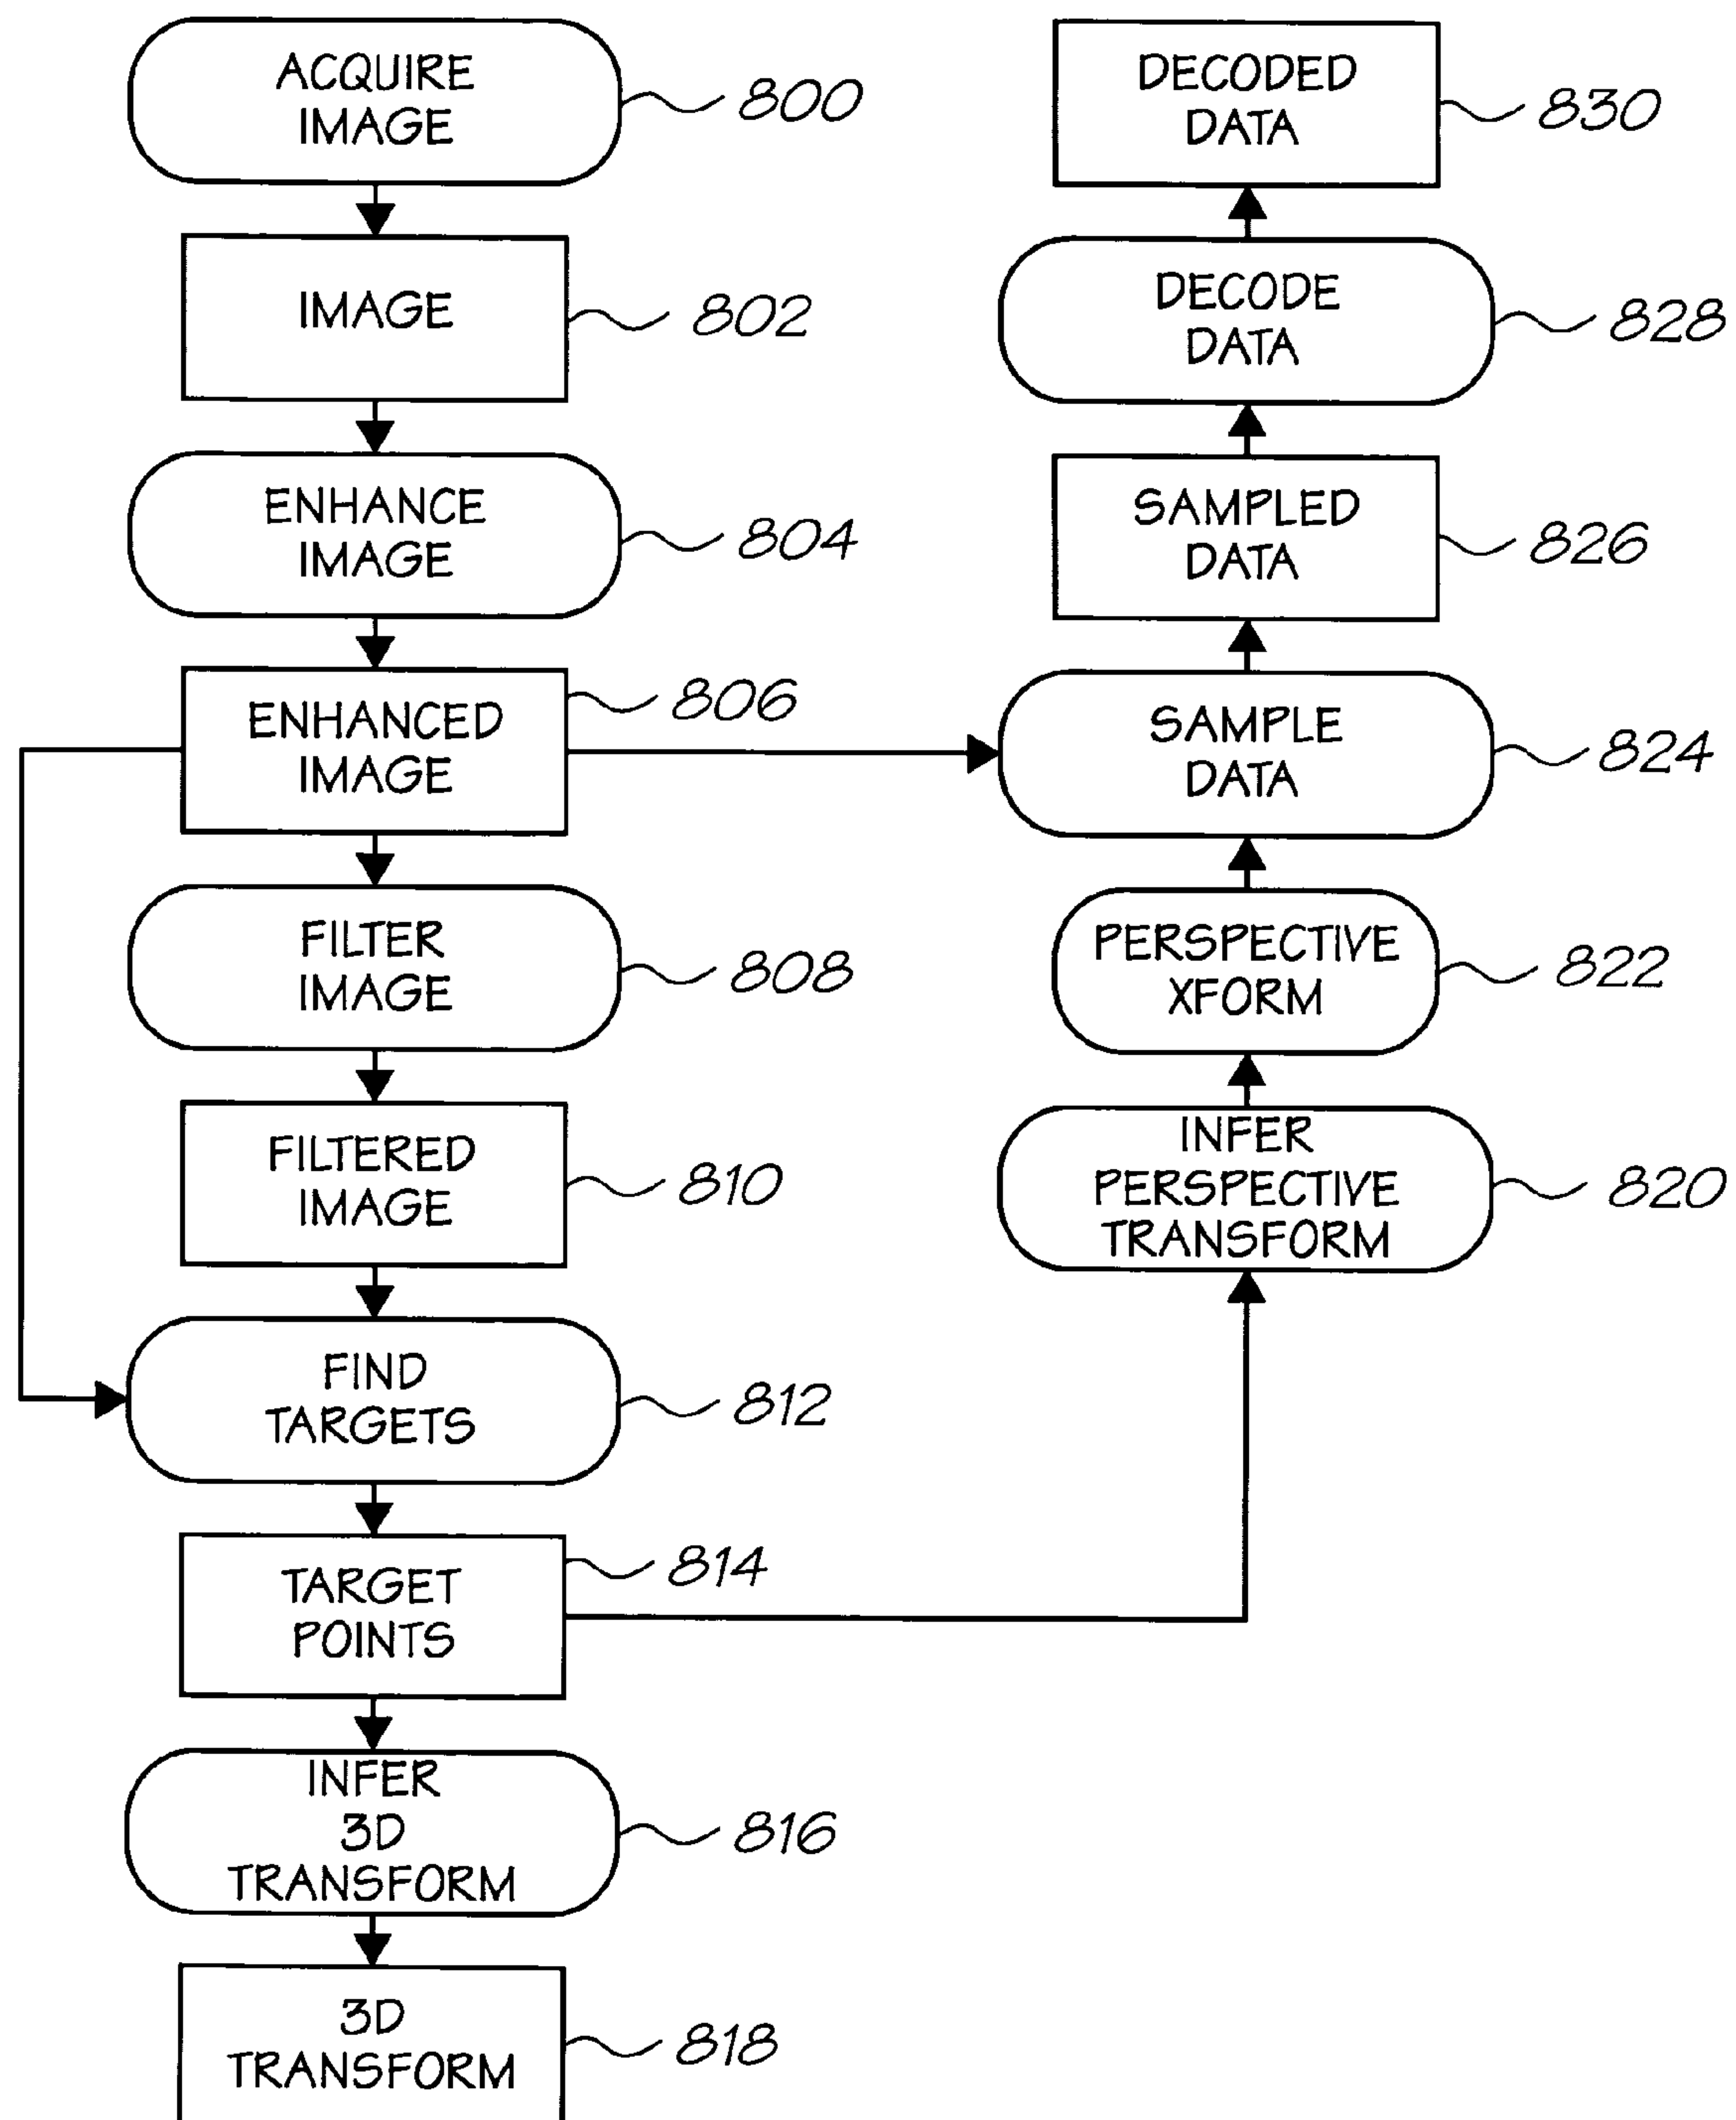 ACQUIRE
IMAGE
800
IMAGE
802
ENHANCE
IMAGE
804
ENHANCED
IMAGE
806
FILTER
IMAGE
808
FILTERED
IMAGE
810
FIND
TARGETS
812
TARGET
POINTS
814
INFER
3D
TRANSFORM
816
3D
TRANSFORM
818
DECODED
DATA
830
DECODE
DATA
828
SAMPLED
DATA
826
SAMPLE
DATA
824
PERSPECTIVE
XFORM
822
INFER
PERSPECTIVE
TRANSFORM
820